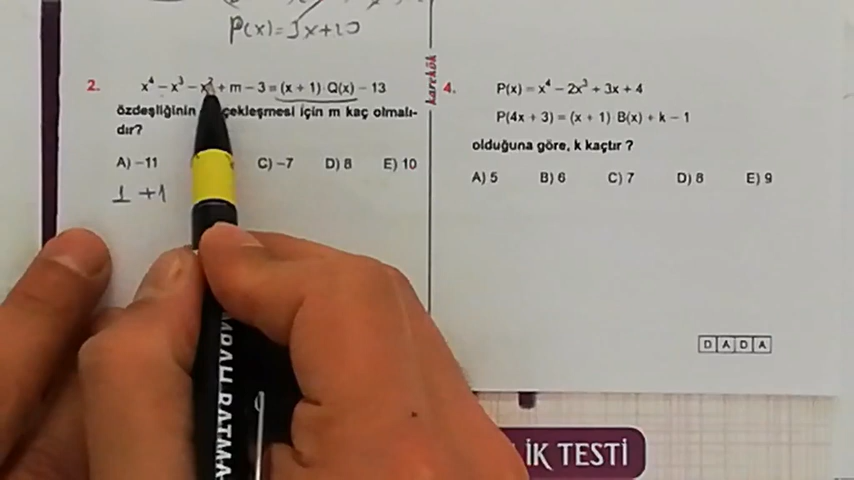 P(x)=3x+20
2. x⁴ – x³ – x² + m – 3 = (x + 1) Q(x) – 13
özdeşliğinin çekleşmesi için m kaç olmalı-
dır?
A) –11 C) –7 D) 8 E) 10
1 +1
karekök
4. P(x) = x⁴ – 2x³ + 3x + 4
P(4x + 3) = (x + 1) B(x) + k – 1
olduğuna göre, k kaçtır ?
A) 5 B) 6 C) 7 D) 8 E) 9
D A D A
İK TESTİ